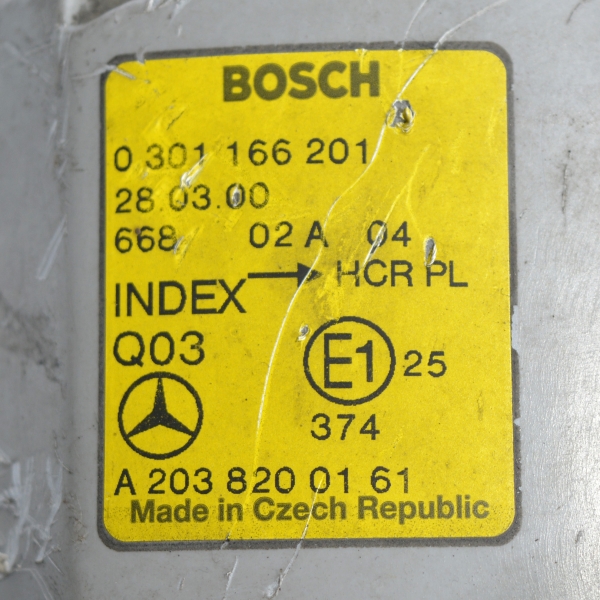 BOSCH
0 301 166 201
28.03.00
668 02 A 04
INDEX → HCR PL
Q03
E1 25
374
A 203 820 01 61
Made in Czech Republic